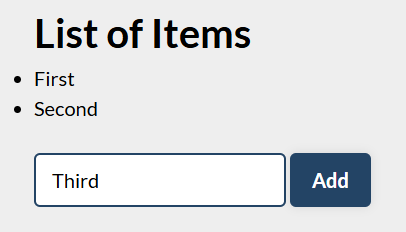 List of Items
First
Second
Third
Add